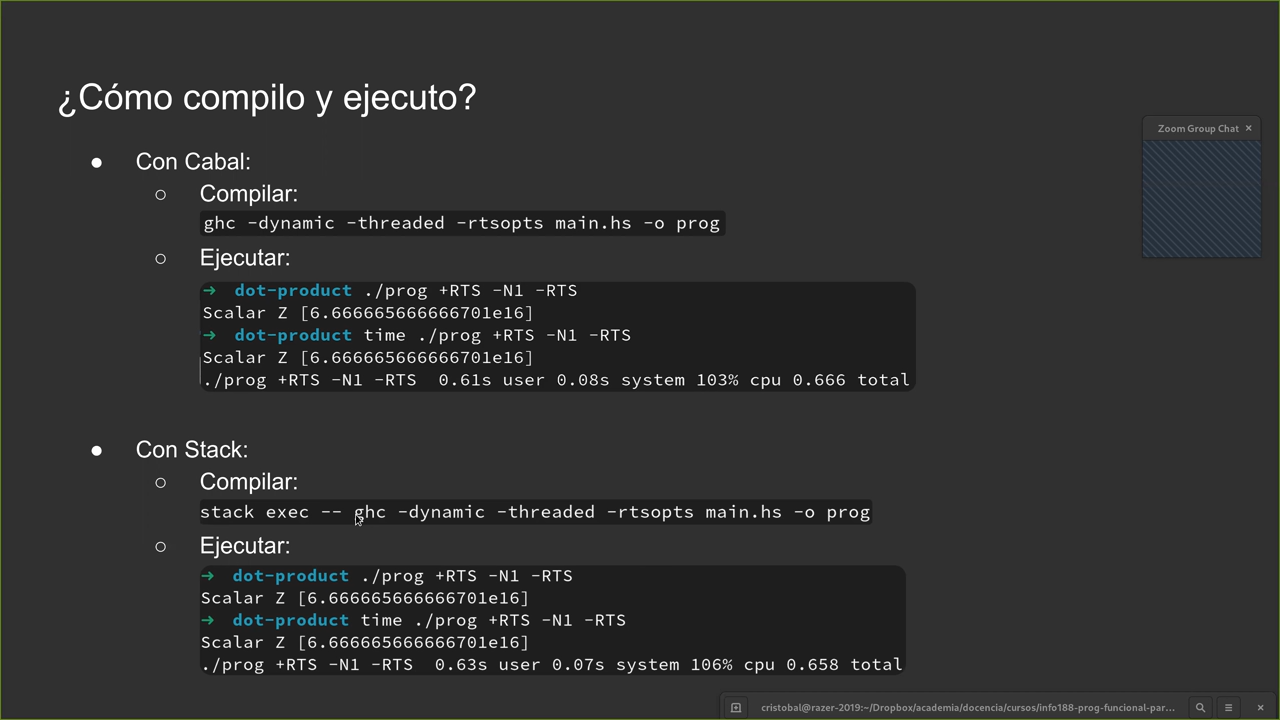 ¿Cómo compilo y ejecuto?
● Con Cabal:
○ Compilar:
ghc -dynamic -threaded -rtsopts main.hs -o prog
○ Ejecutar:
→ dot-product ./prog +RTS -N1 -RTS
Scalar Z [6.666665666666701e16]
→ dot-product time ./prog +RTS -N1 -RTS
Scalar Z [6.666665666666701e16]
./prog +RTS -N1 -RTS 0.61s user 0.08s system 103% cpu 0.666 total
● Con Stack:
○ Compilar:
stack exec -- ghc -dynamic -threaded -rtsopts main.hs -o prog
○ Ejecutar:
→ dot-product ./prog +RTS -N1 -RTS
Scalar Z [6.666665666666701e16]
→ dot-product time ./prog +RTS -N1 -RTS
Scalar Z [6.666665666666701e16]
./prog +RTS -N1 -RTS 0.63s user 0.07s system 106% cpu 0.658 total
Zoom Group Chat ×
cristobal@razer-2019:~/Dropbox/academia/docencia/cursos/info188-prog-funcional-par...